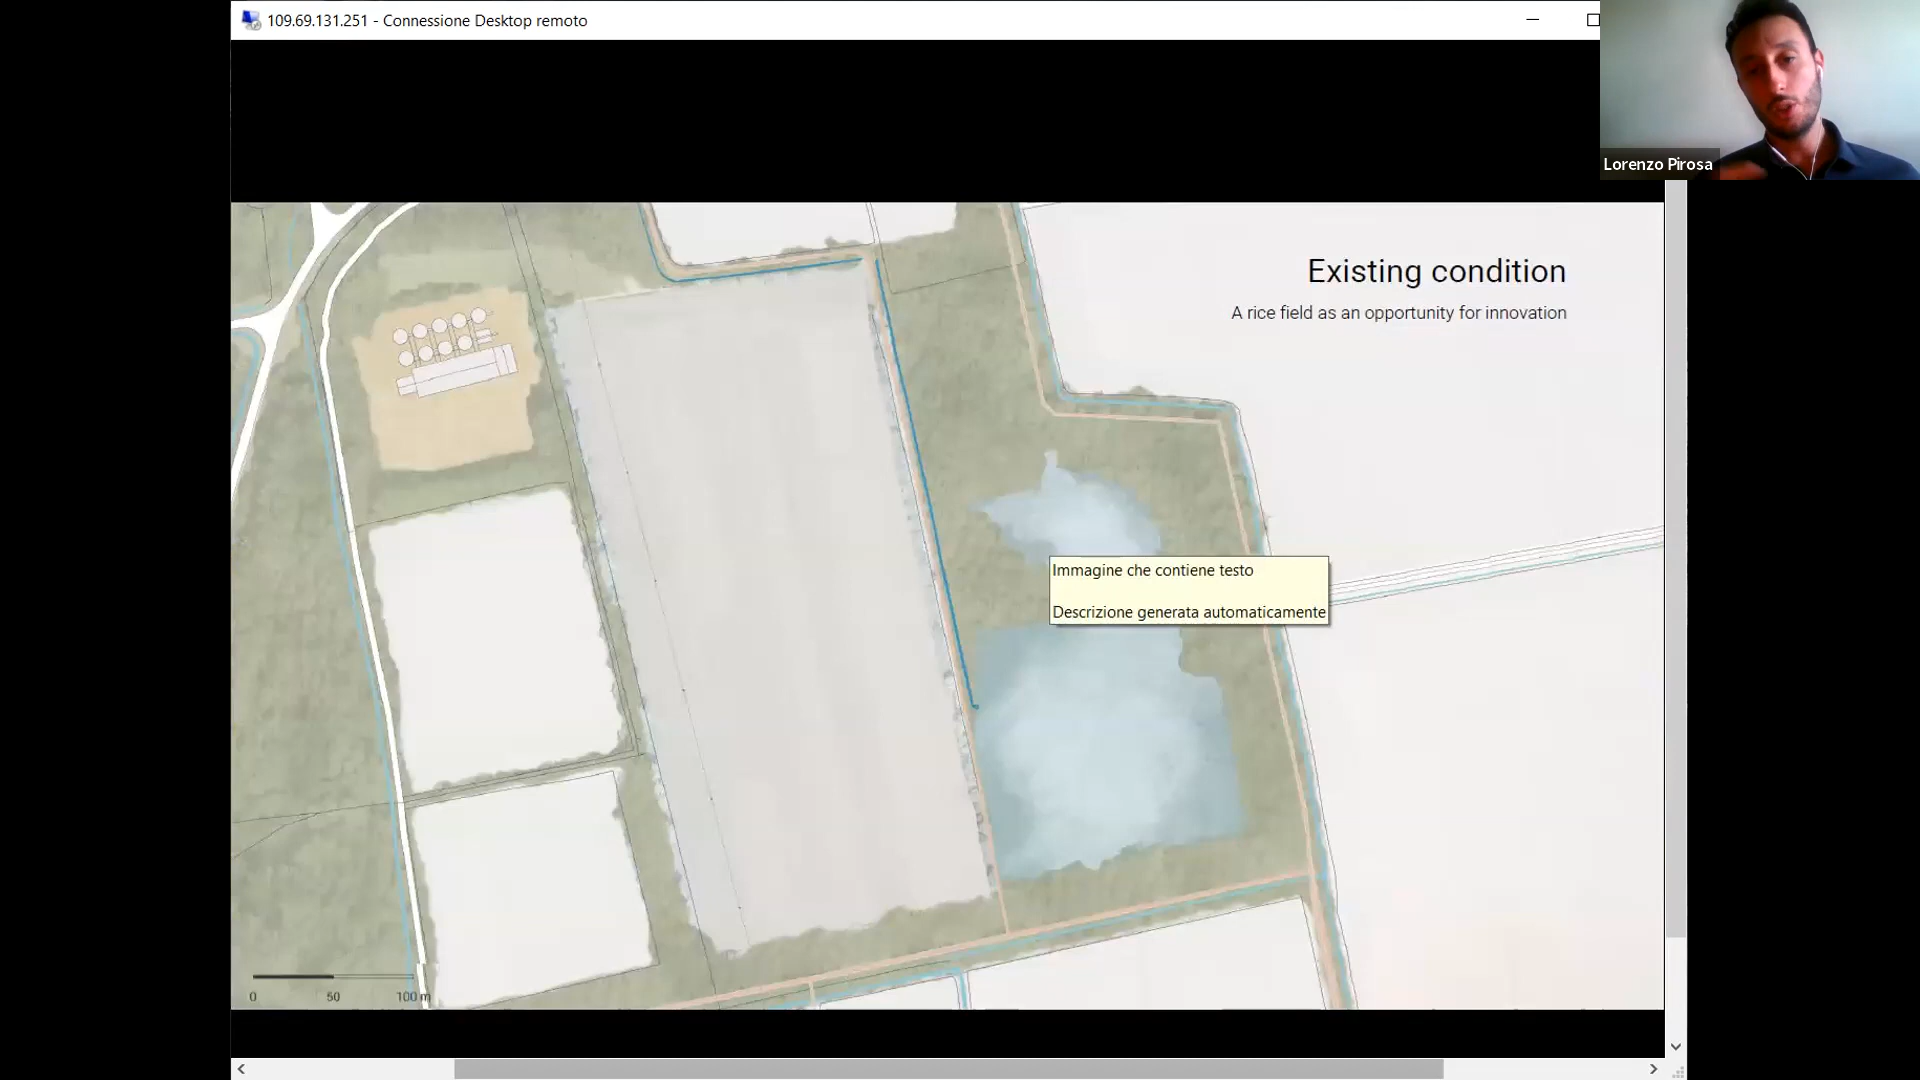 109.69.131.251 - Connessione Desktop remoto
Lorenzo Pirosa
Existing condition
A rice field as an opportunity for innovation
Immagine che contiene testo
Descrizione generata automaticamente
0 50 100 m